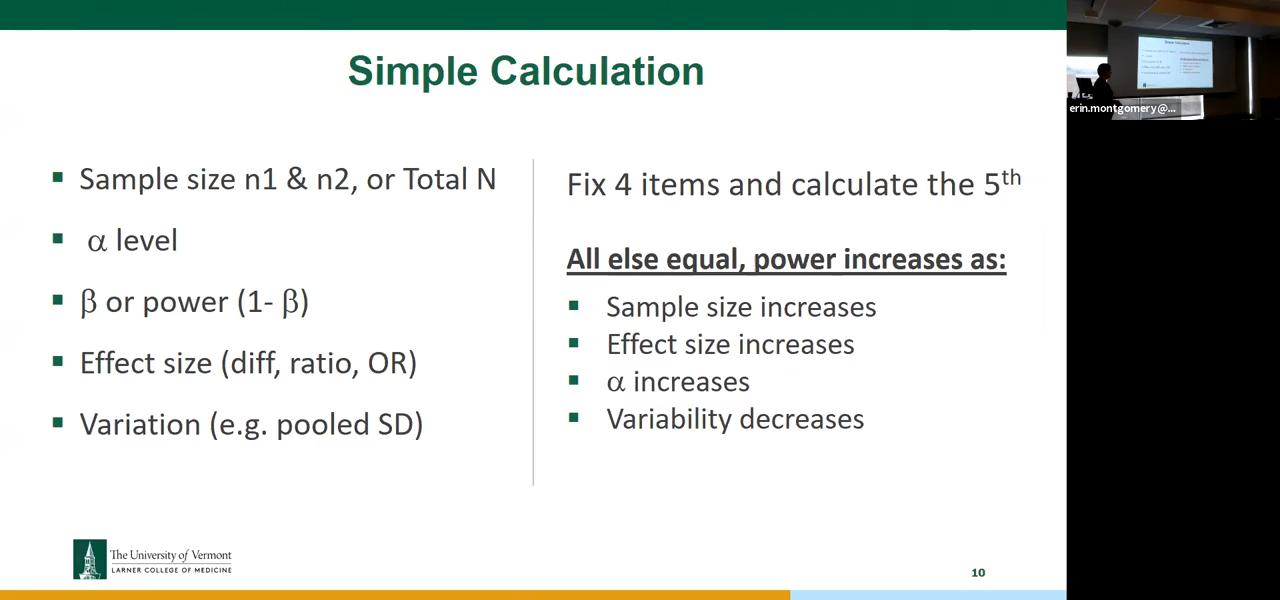 Simple Calculation
Sample size n1 & n2, or Total N
α level
β or power (1- β)
Effect size (diff, ratio, OR)
Variation (e.g. pooled SD)
Fix 4 items and calculate the 5th
All else equal, power increases as:
Sample size increases
Effect size increases
α increases
Variability decreases
The University of Vermont
LARNER COLLEGE OF MEDICINE
10
erin.montgomery@...